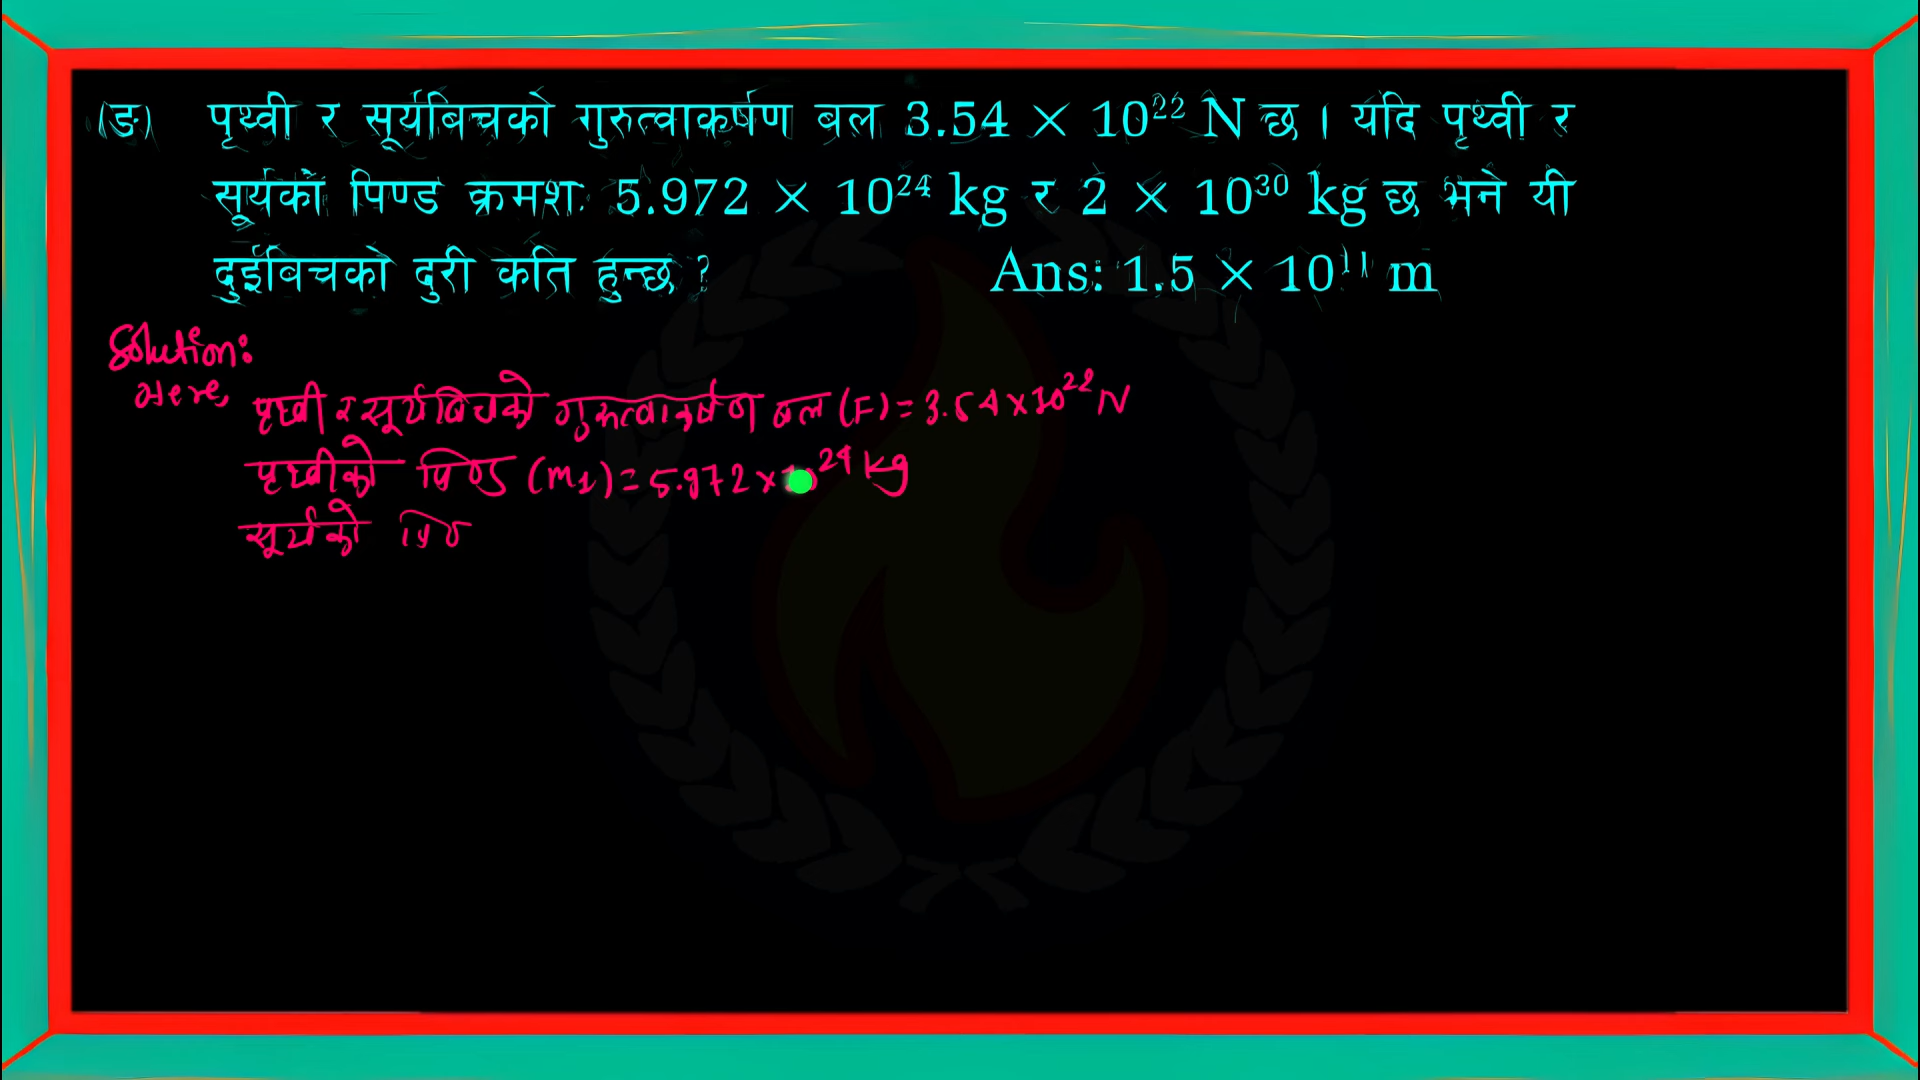 (ङ) पृथ्वी र सूर्यबिचको गुरुत्वाकर्षण बल 3.54 × 10²² N छ । यदि पृथ्वी र
सूर्यको पिण्ड क्रमशः 5.972 × 10²⁴ kg र 2 × 10³⁰ kg छ भने यी
दुईबिचको दुरी कति हुन्छ ? Ans: 1.5 × 10¹¹ m
Solution:
Here, पृथ्वी र सूर्यबिचको गुरुत्वाकर्षण बल (F) = 3.54 × 10²² N
पृथ्वीको पिण्ड (m₁) = 5.972 × 10²⁴ kg
सूर्यको पिण